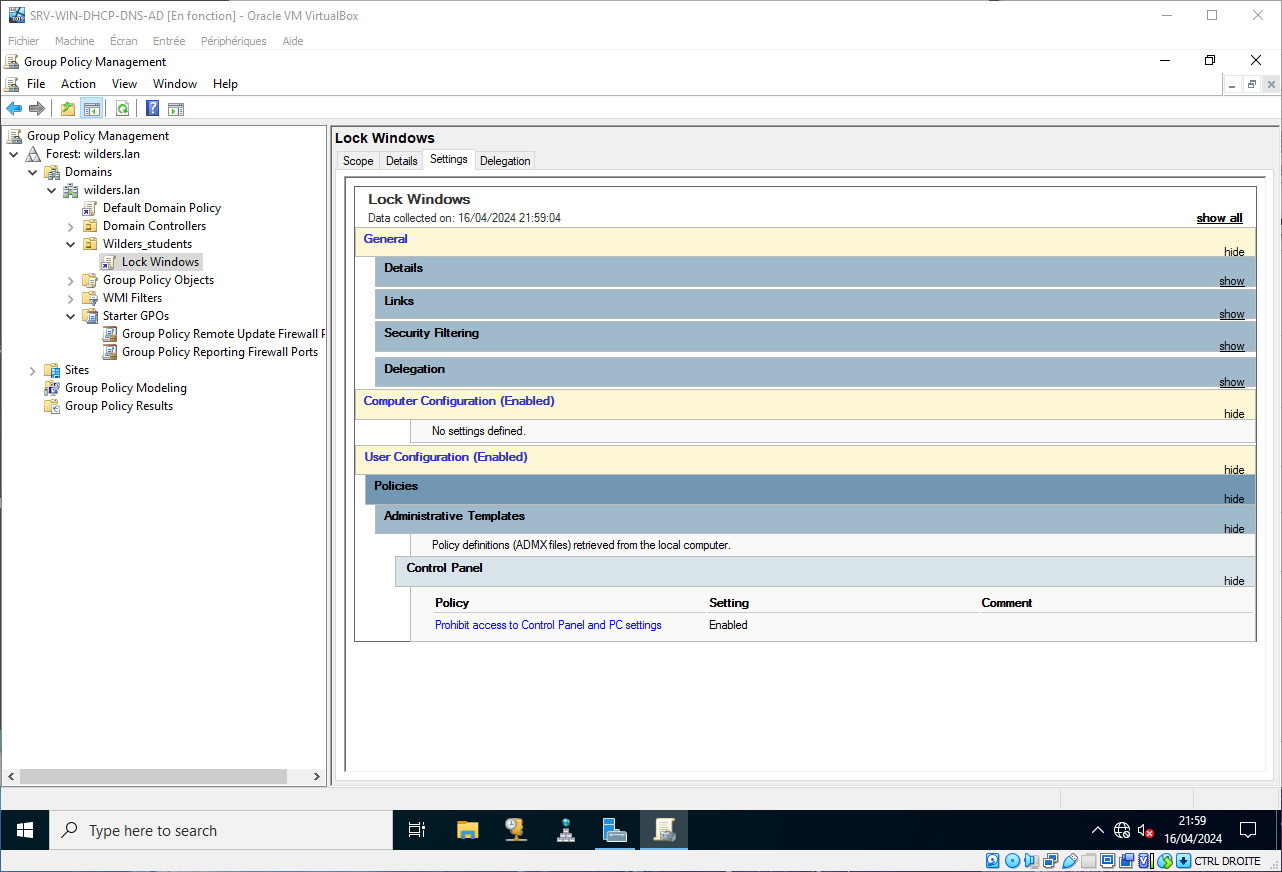 SRV-WIN-DHCP-DNS-AD [En fonction] - Oracle VM VirtualBox
Fichier Machine Écran Entrée Périphériques Aide
Group Policy Management
File Action View Window Help
Group Policy Management
Forest: wilders.lan
Domains
wilders.lan
Default Domain Policy
Domain Controllers
Wilders_students
Lock Windows
Group Policy Objects
WMI Filters
Starter GPOs
Group Policy Remote Update Firewall P
Group Policy Reporting Firewall Ports
Sites
Group Policy Modeling
Group Policy Results
Lock Windows
Scope Details Settings Delegation
Lock Windows
Data collected on: 16/04/2024 21:59:04 show all
General hide
Details show
Links show
Security Filtering show
Delegation show
Computer Configuration (Enabled) hide
No settings defined.
User Configuration (Enabled) hide
Policies hide
Administrative Templates hide
Policy definitions (ADMX files) retrieved from the local computer.
Control Panel hide
Policy Setting Comment
Prohibit access to Control Panel and PC settings Enabled
Type here to search
21:59
16/04/2024
CTRL DROITE